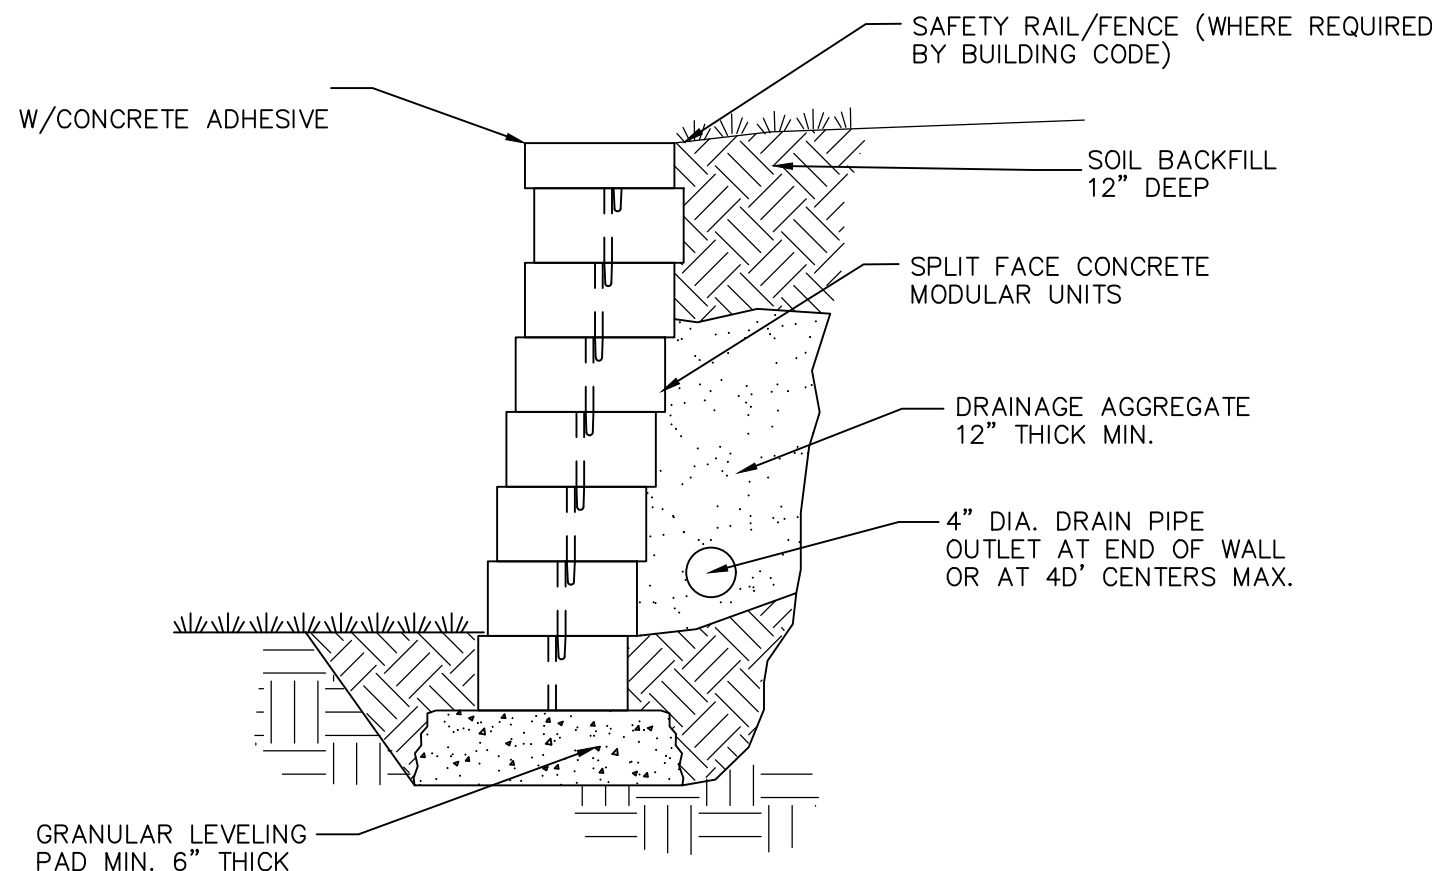 SAFETY RAIL/FENCE (WHERE REQUIRED
BY BUILDING CODE)
W/CONCRETE ADHESIVE
SOIL BACKFILL
12" DEEP
SPLIT FACE CONCRETE
MODULAR UNITS
DRAINAGE AGGREGATE
12" THICK MIN.
4" DIA. DRAIN PIPE
OUTLET AT END OF WALL
OR AT 4D' CENTERS MAX.
GRANULAR LEVELING
PAD MIN. 6" THICK